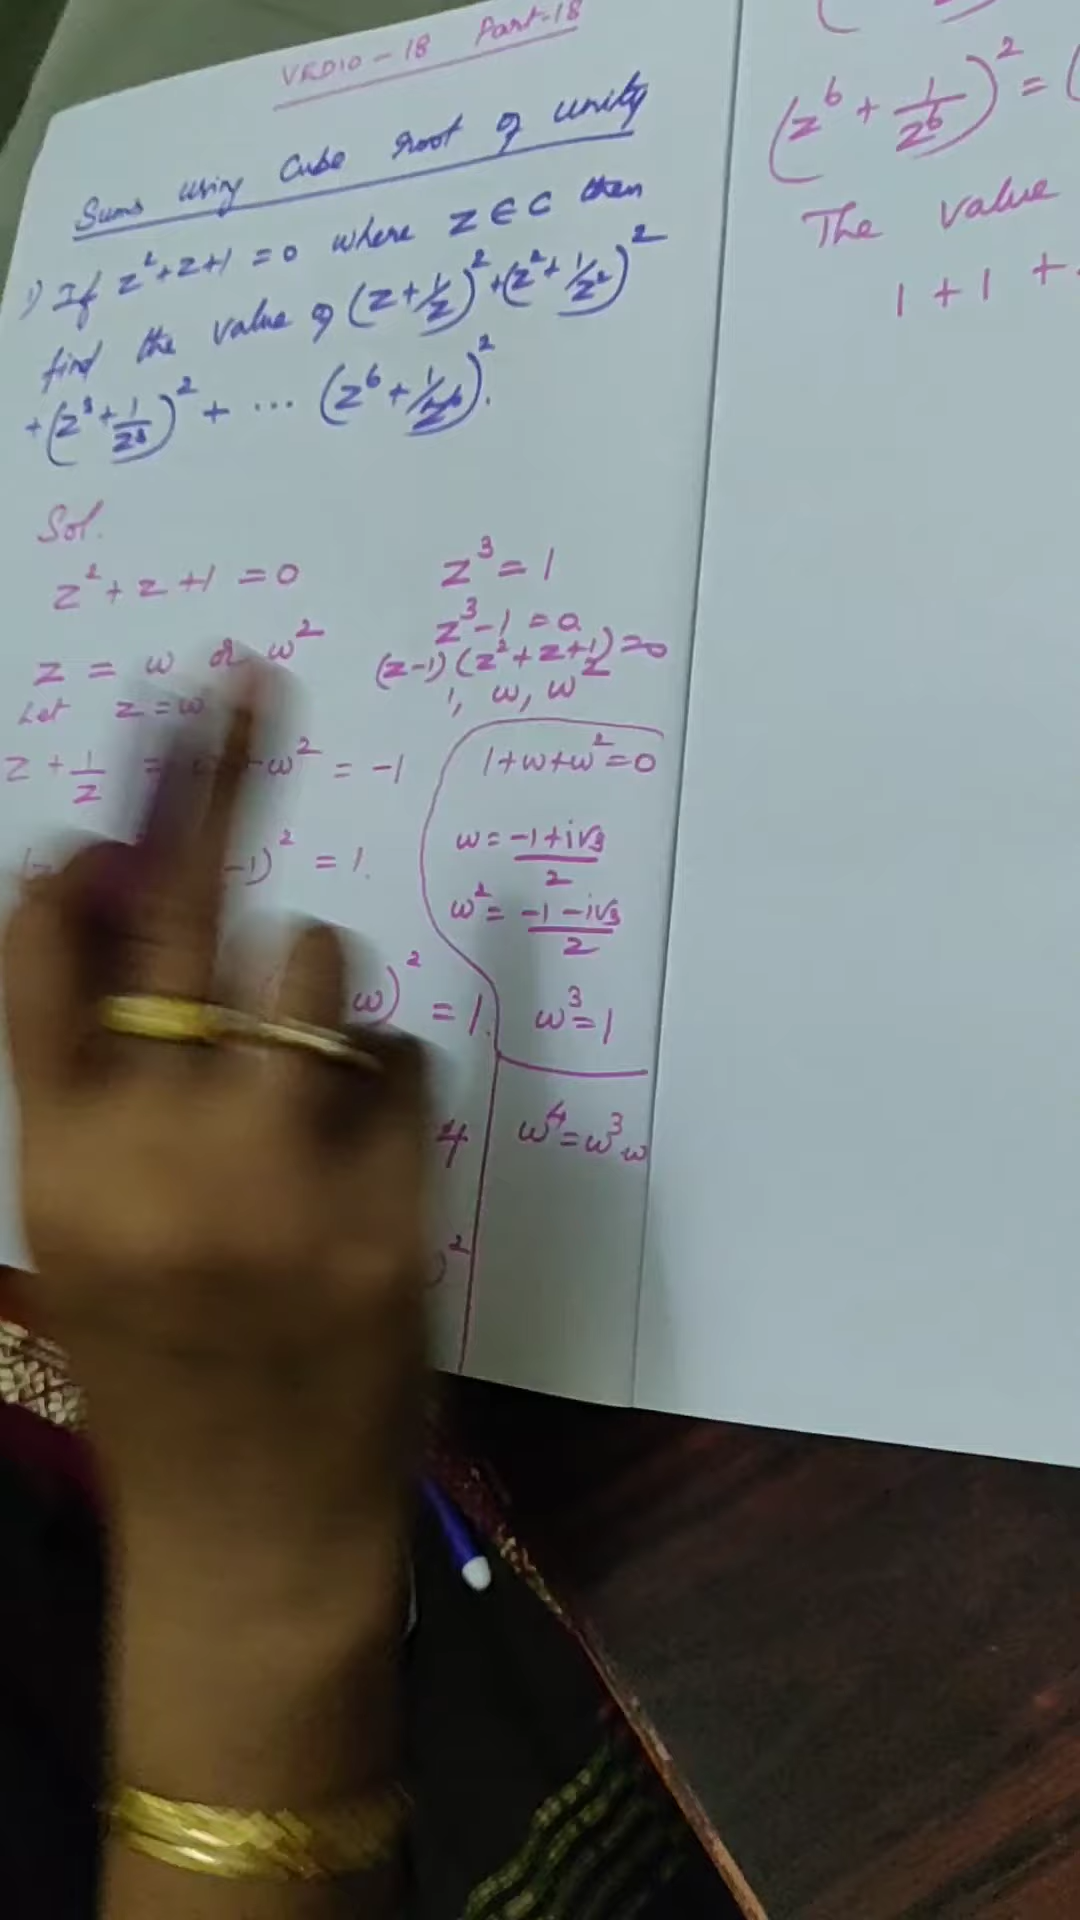 VEDIO - 18 Part-18
Sums using Cube root of unity
1) If z²+z+1 = 0 where z ∈ C then
find the value of (z+1/z)²+(z²+1/z²)²
+(z³+1/z³)² + ... (z⁶+1/z⁶)².
Sol.
z²+z+1 = 0
z = ω or ω²
Let z = ω
z + 1/z = ω² = -1
-1)² = 1.
ω)² = 1.
4
)²
z³ = 1
z³-1 = 0
(z-1)(z²+z+1) = 0
1, ω, ω²
1+ω+ω² = 0
ω = (-1+i√3)/2
ω² = (-1-i√3)/2
ω³ = 1
ω⁴ = ω³ω
(z⁶ + 1/z⁶)² = (
The value
1 + 1 +